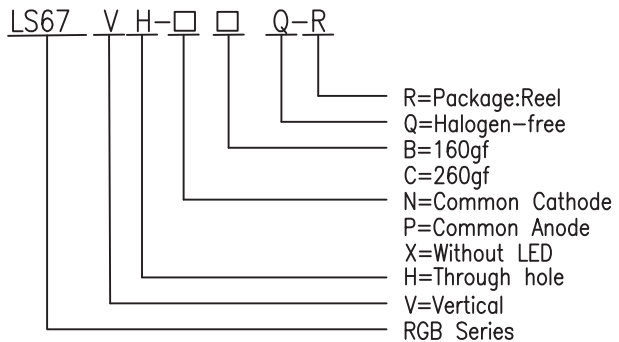 LS67 V H-□ □ Q-R
R=Package:Reel
Q=Halogen-free
B=160gf
C=260gf
N=Common Cathode
P=Common Anode
X=Without LED
H=Through hole
V=Vertical
RGB Series